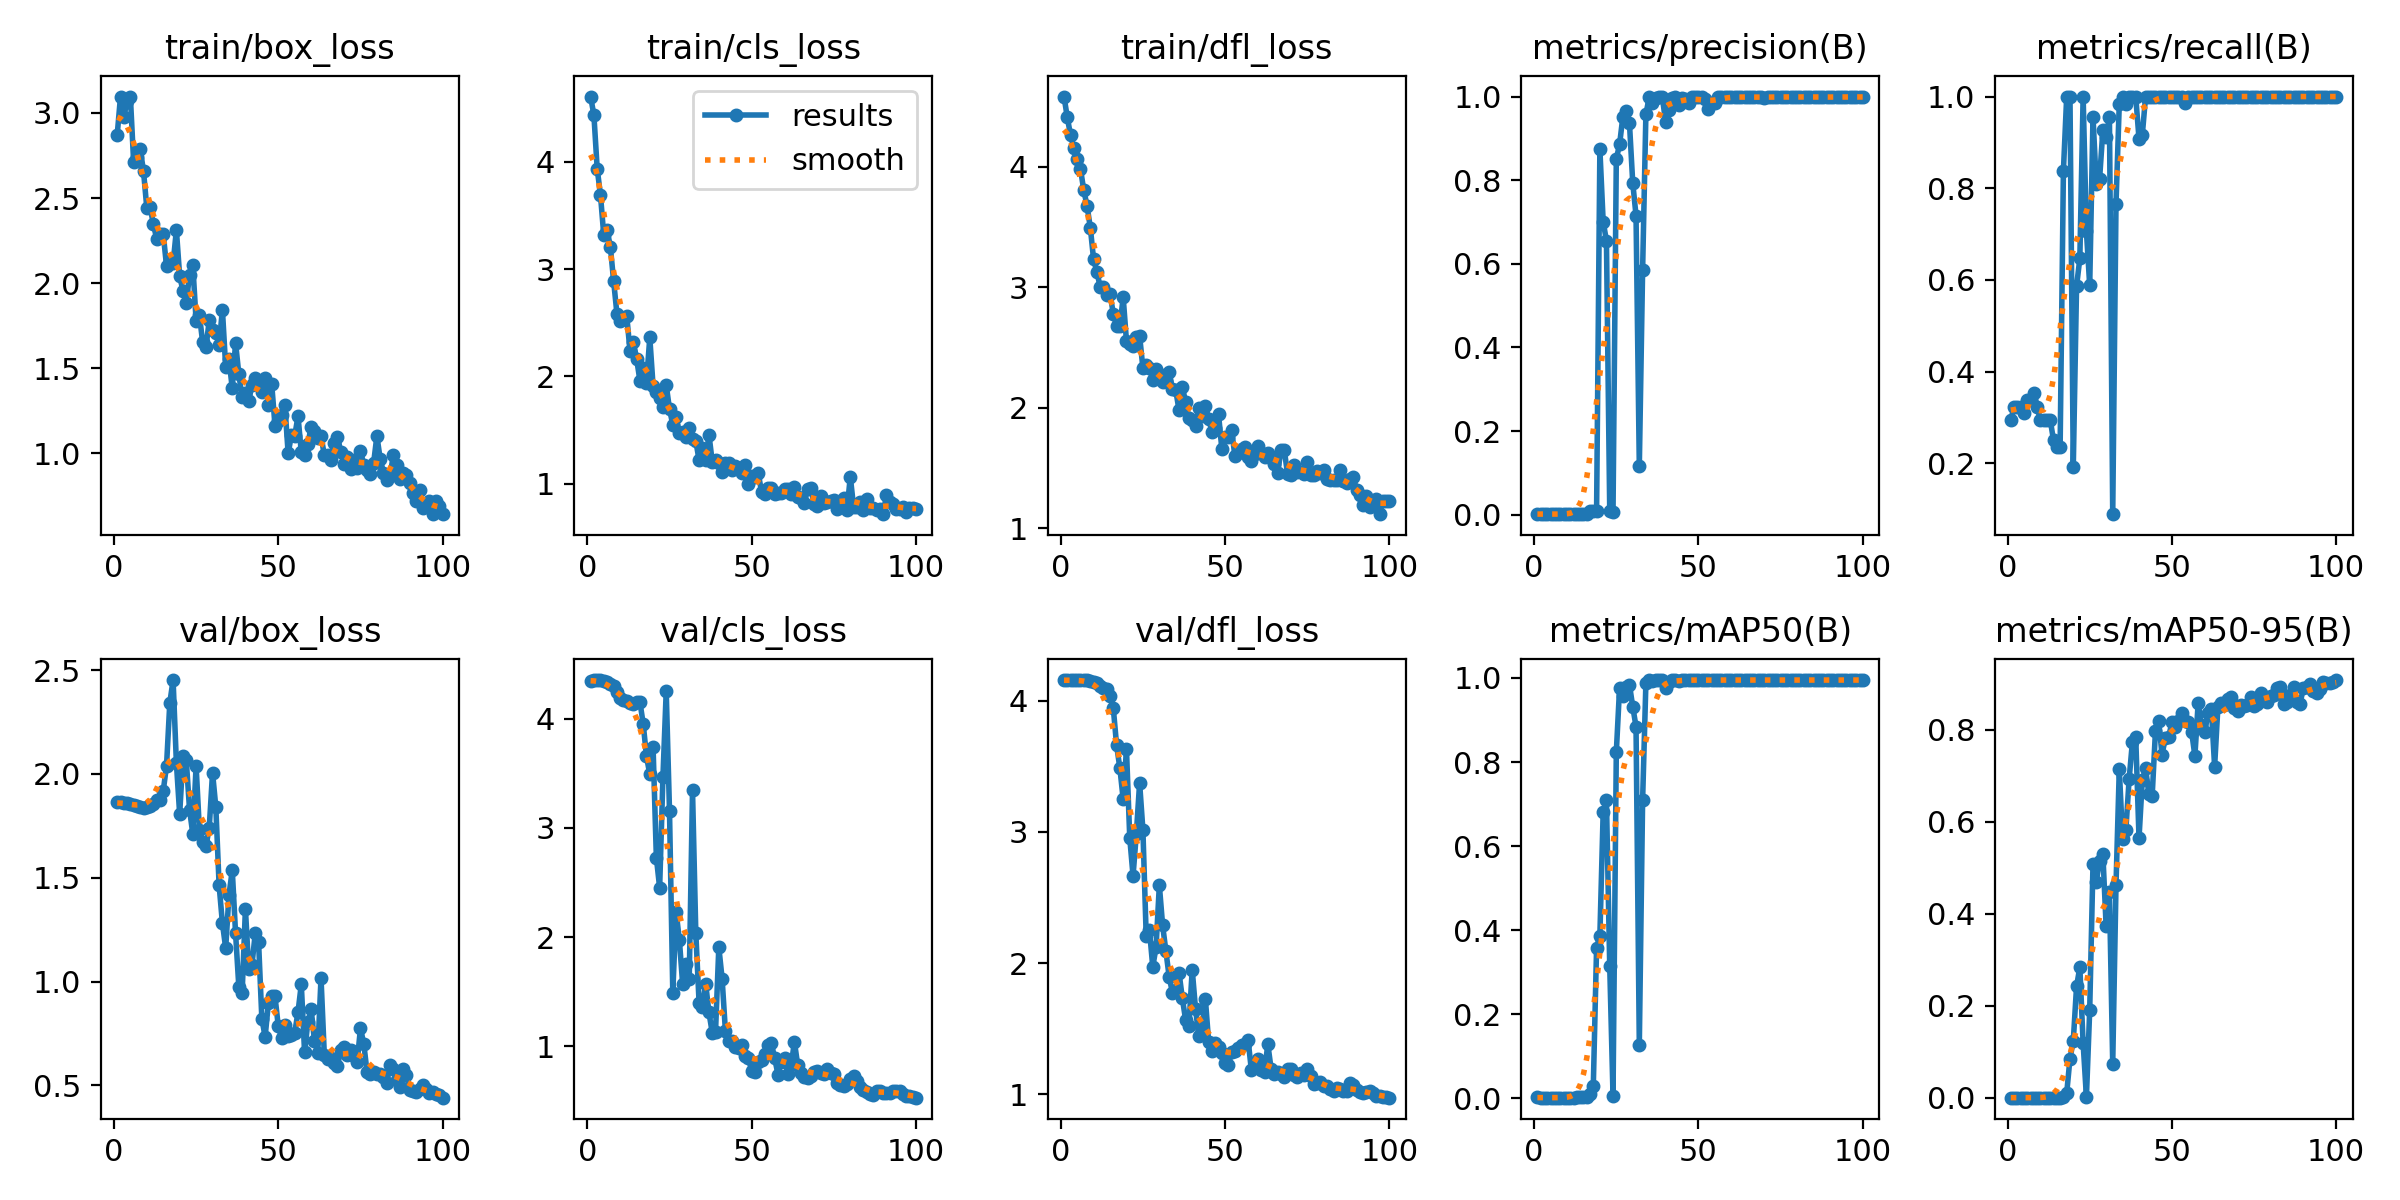 train/box_loss
3.0
2.5
2.0
1.5
1.0
0 50 100
train/cls_loss
results
smooth
4
3
2
1
0 50 100
train/dfl_loss
4
3
2
1
0 50 100
metrics/precision(B)
1.0
0.8
0.6
0.4
0.2
0.0
0 50 100
metrics/recall(B)
1.0
0.8
0.6
0.4
0.2
0 50 100
val/box_loss
2.5
2.0
1.5
1.0
0.5
0 50 100
val/cls_loss
4
3
2
1
0 50 100
val/dfl_loss
4
3
2
1
0 50 100
metrics/mAP50(B)
1.0
0.8
0.6
0.4
0.2
0.0
0 50 100
metrics/mAP50-95(B)
0.8
0.6
0.4
0.2
0.0
0 50 100